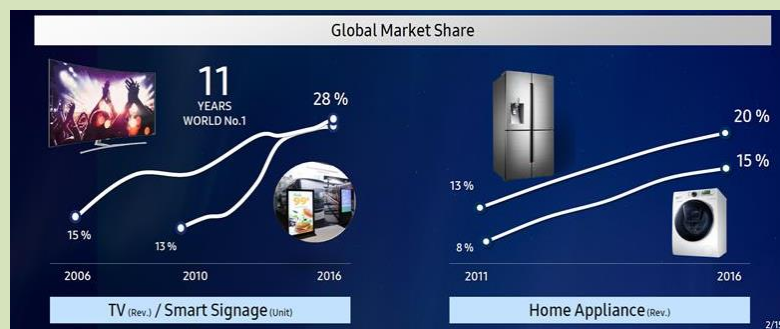 Global Market Share
11
YEARS
WORLD No.1
28 %
15 %
13 %
2006
2010
2016
TV (Rev.) / Smart Signage (Unit)
20 %
15 %
13 %
8 %
2011
2016
Home Appliance (Rev.)